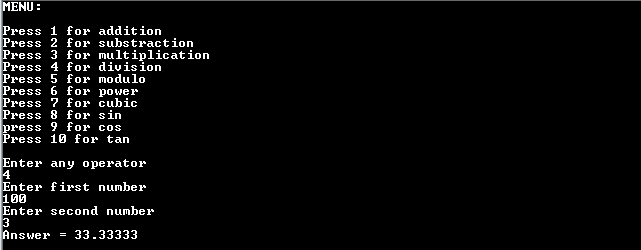 MENU:
Press 1 for addition
Press 2 for substraction
Press 3 for multiplication
Press 4 for division
Press 5 for modulo
Press 6 for power
Press 7 for cubic
Press 8 for sin
press 9 for cos
Press 10 for tan
Enter any operator
4
Enter first number
100
Enter second number
3
Answer = 33.33333